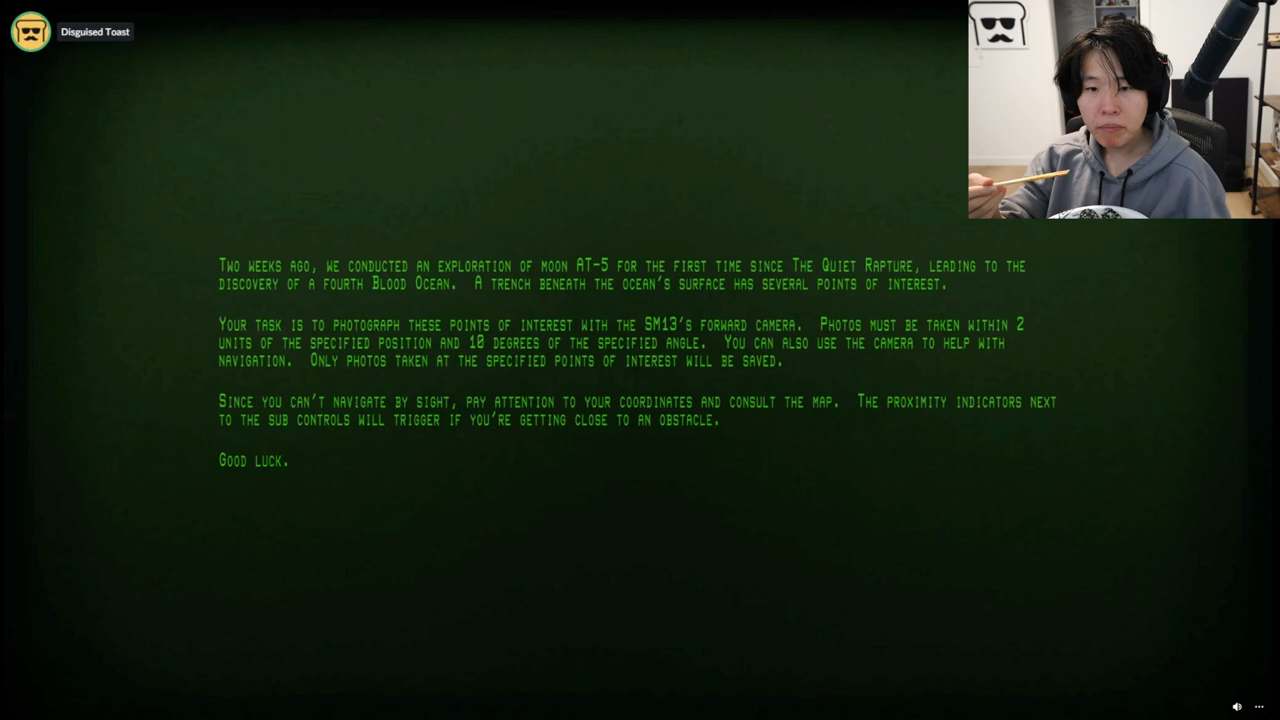 Disguised Toast
Two weeks ago, we conducted an exploration of moon AT-5 for the first time since The Quiet Rapture, leading to the
discovery of a fourth Blood Ocean. A trench beneath the ocean's surface has several points of interest.
Your task is to photograph these points of interest with the SM13's forward camera. Photos must be taken within 2
units of the specified position and 10 degrees of the specified angle. You can also use the camera to help with
navigation. Only photos taken at the specified points of interest will be saved.
Since you can't navigate by sight, pay attention to your coordinates and consult the map. The proximity indicators next
to the sub controls will trigger if you're getting close to an obstacle.
Good luck.